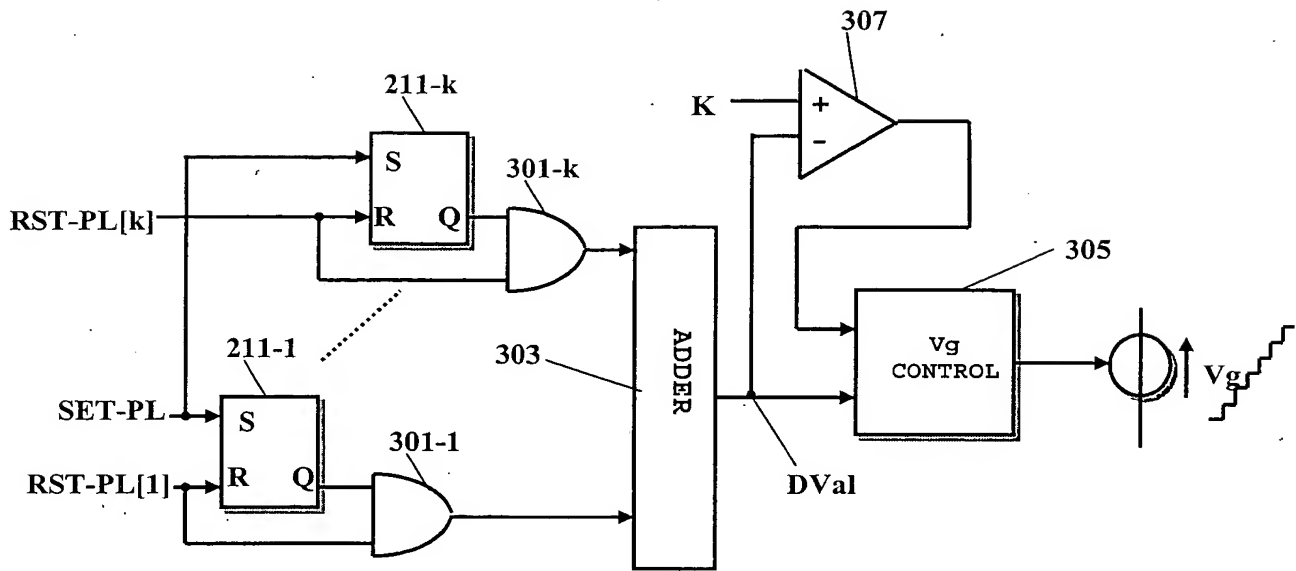 307
211-k
K
+
-
S
301-k
RST-PL[k]
R
Q
305
ADDER
Vg
CONTROL
Vg
211-1
303
SET-PL
S
301-1
RST-PL[1]
R
Q
DVal